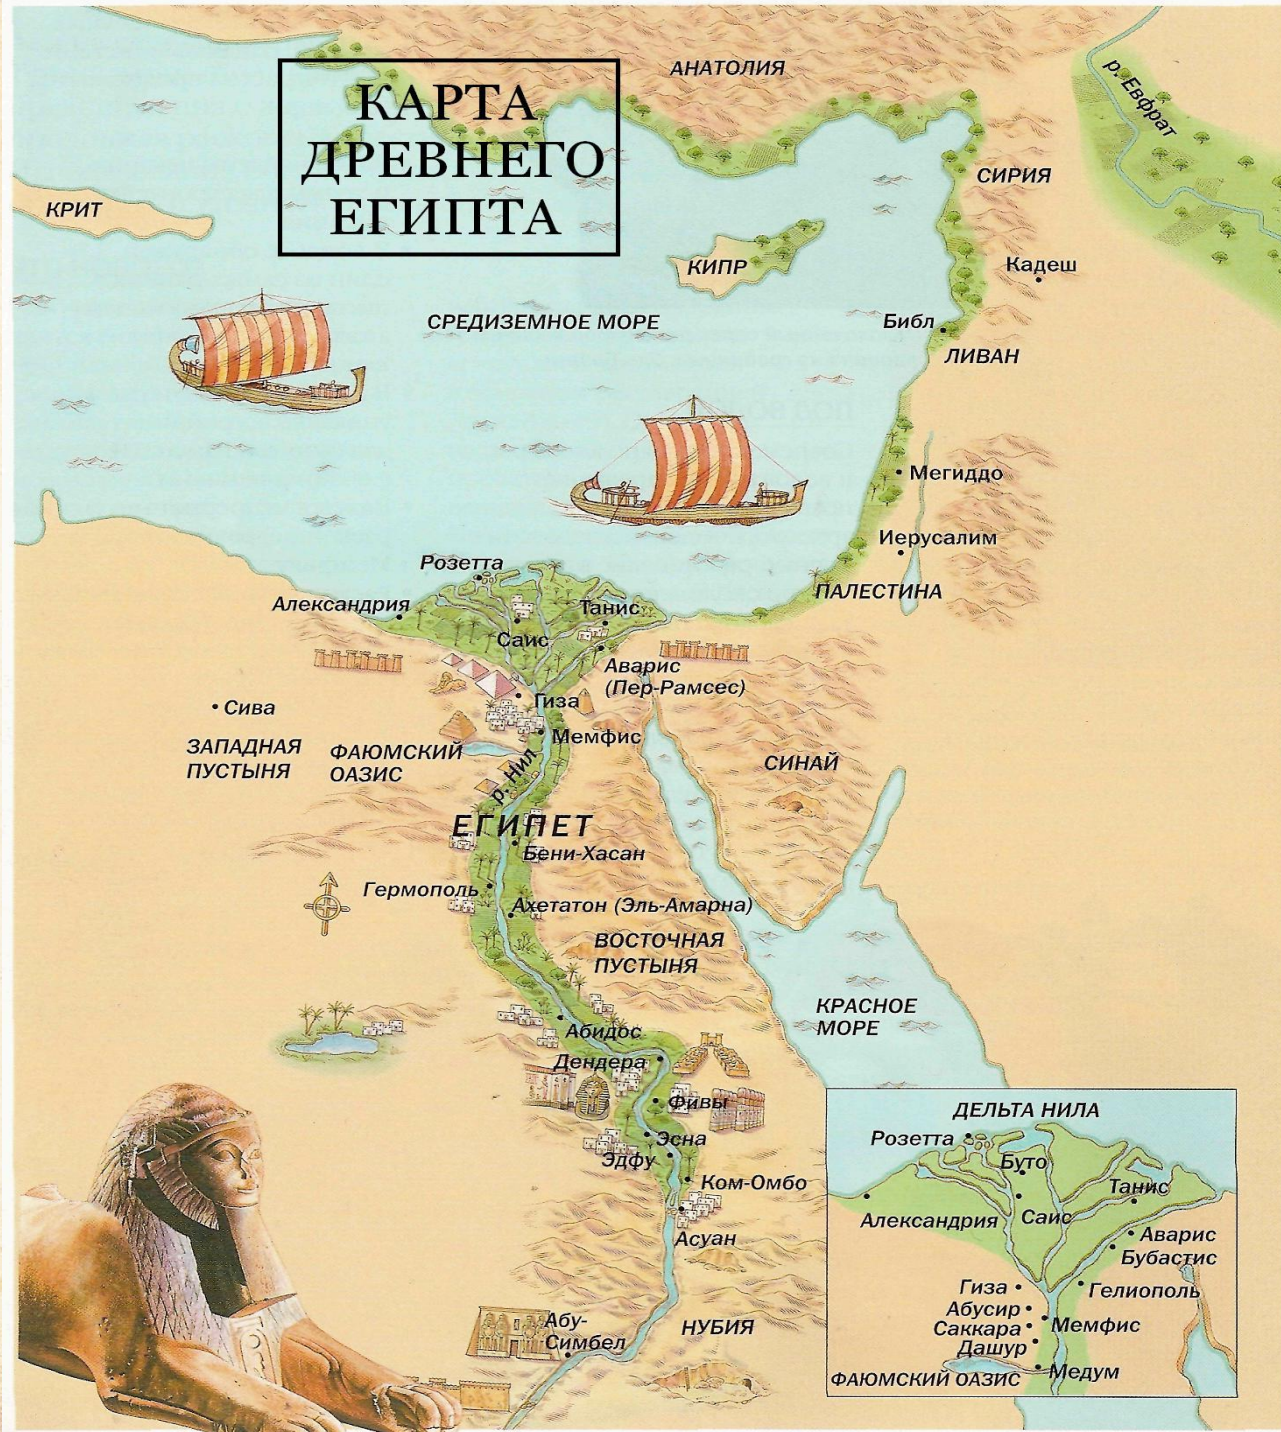 КАРТА
ДРЕВНЕГО
ЕГИПТА
АНАТОЛИЯ
р. Евфрат
СИРИЯ
КРИТ
КИПР
Кадеш
СРЕДИЗЕМНОЕ МОРЕ
Библ
ЛИВАН
Мегиддо
Иерусалим
ПАЛЕСТИНА
Розетта
Александрия
Танис
Саис
Аварис
(Пер-Рамсес)
Гиза
Сива
Мемфис
ЗАПАДНАЯ
ПУСТЫНЯ
ФАЮМСКИЙ
ОАЗИС
р. Нил
СИНАЙ
ЕГИПЕТ
Бени-Хасан
Гермополь
Ахетатон (Эль-Амарна)
ВОСТОЧНАЯ
ПУСТЫНЯ
КРАСНОЕ
МОРЕ
Абидос
Дендера
Фивы
Эсна
Эдфу
Ком-Омбо
Асуан
Абу-
Симбел
НУБИЯ
ДЕЛЬТА НИЛА
Розетта
Буто
Танис
Александрия
Саис
Аварис
Бубастис
Гиза
Гелиополь
Абусир
Саккара
Мемфис
Дашур
Медум
ФАЮМСКИЙ ОАЗИС